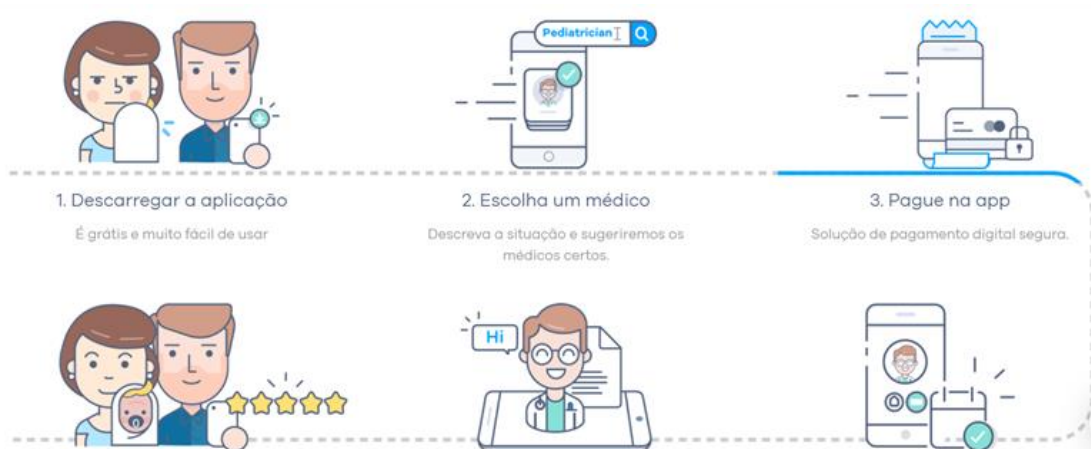 Pediatrician
1. Descarregar a aplicação
2. Escolha um médico
3. Pague na app
É grátis e muito fácil de usar
Descreva a situação e sugeriremos os
médicos certos.
Solução de pagamento digital segura.
Hi